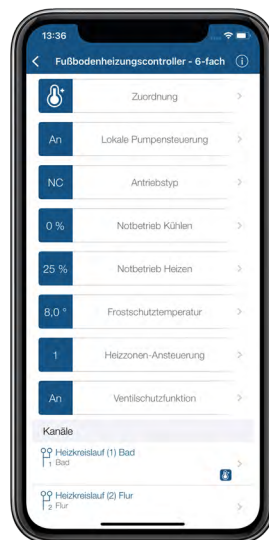 13:36
Fußbodenheizungscontroller - 6-fach
Zuordnung
An Lokale Pumpensteuerung
NC Antriebstyp
0 % Notbetrieb Kühlen
25 % Notbetrieb Heizen
8,0 ° Frostschutztemperatur
1 Heizzonen-Ansteuerung
An Ventilschutzfunktion
Kanäle
Heizkreislauf (1) Bad
1 Bad
Heizkreislauf (2) Flur
2 Flur